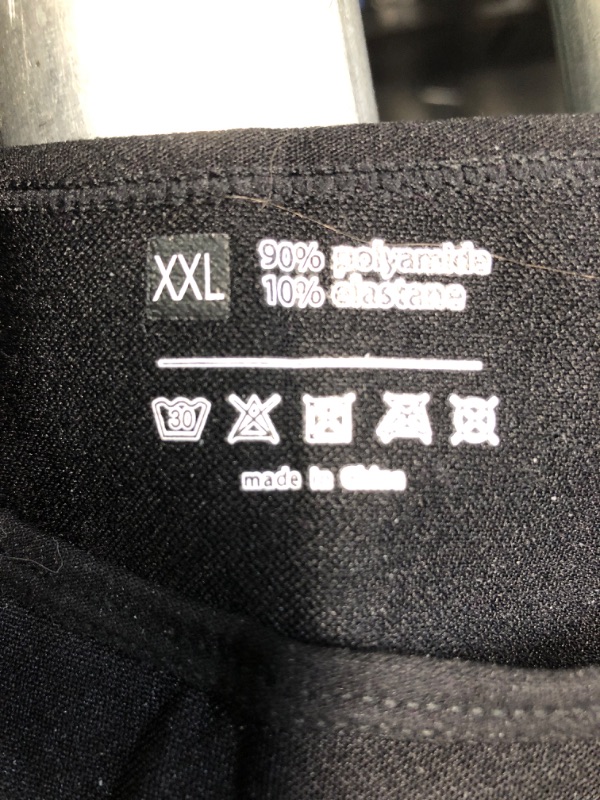 XXL
90% polyamide
10% elastane
30
made in China